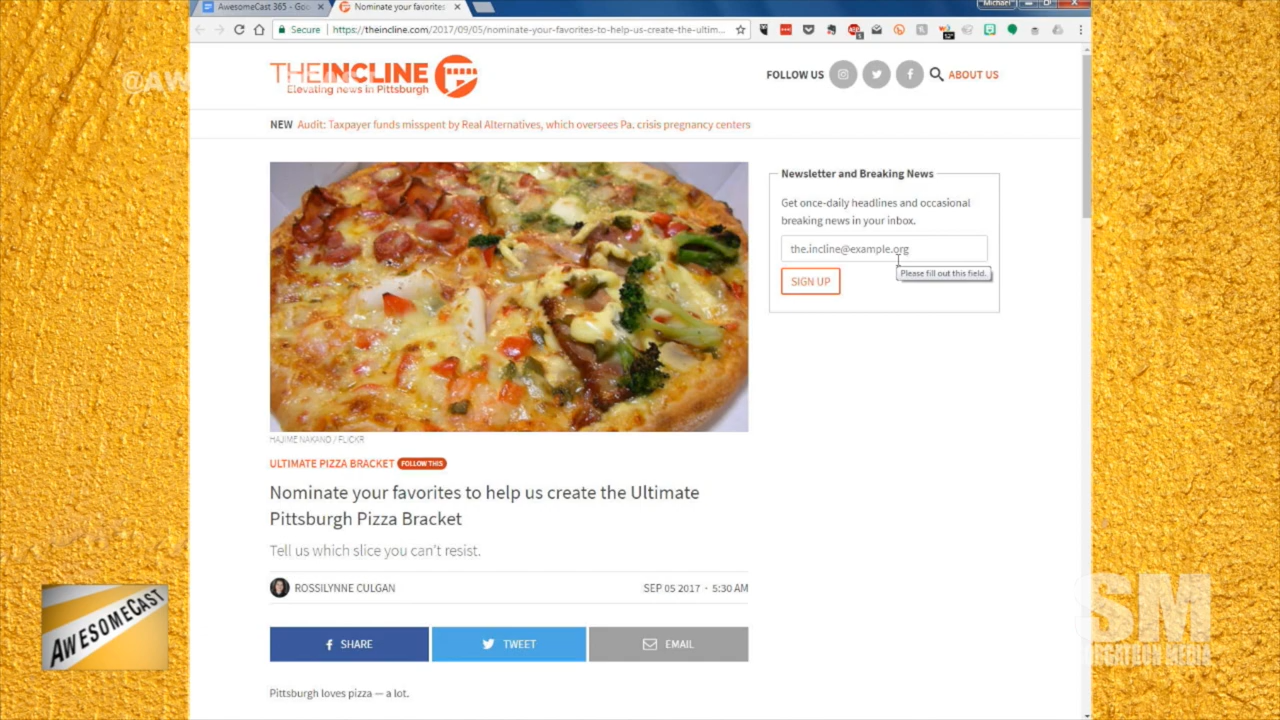 AwesomeCast 365 - Goo
Nominate your favorites
Michael
Secure
https://theincline.com/2017/09/05/nominate-your-favorites-to-help-us-create-the-ultim...
@AW
THEINCLINE
Elevating news in Pittsburgh
FOLLOW US
ABOUT US
NEW Audit: Taxpayer funds misspent by Real Alternatives, which oversees Pa. crisis pregnancy centers
Newsletter and Breaking News
Get once-daily headlines and occasional
breaking news in your inbox.
the.incline@example.org
Please fill out this field.
SIGN UP
HAJIME NAKANO / FLICKR
ULTIMATE PIZZA BRACKET FOLLOW THIS
Nominate your favorites to help us create the Ultimate
Pittsburgh Pizza Bracket
Tell us which slice you can't resist.
ROSSILYNNE CULGAN
SEP 05 2017 - 5:30 AM
SHARE
TWEET
EMAIL
Pittsburgh loves pizza — a lot.
AWESOMECAST
SM